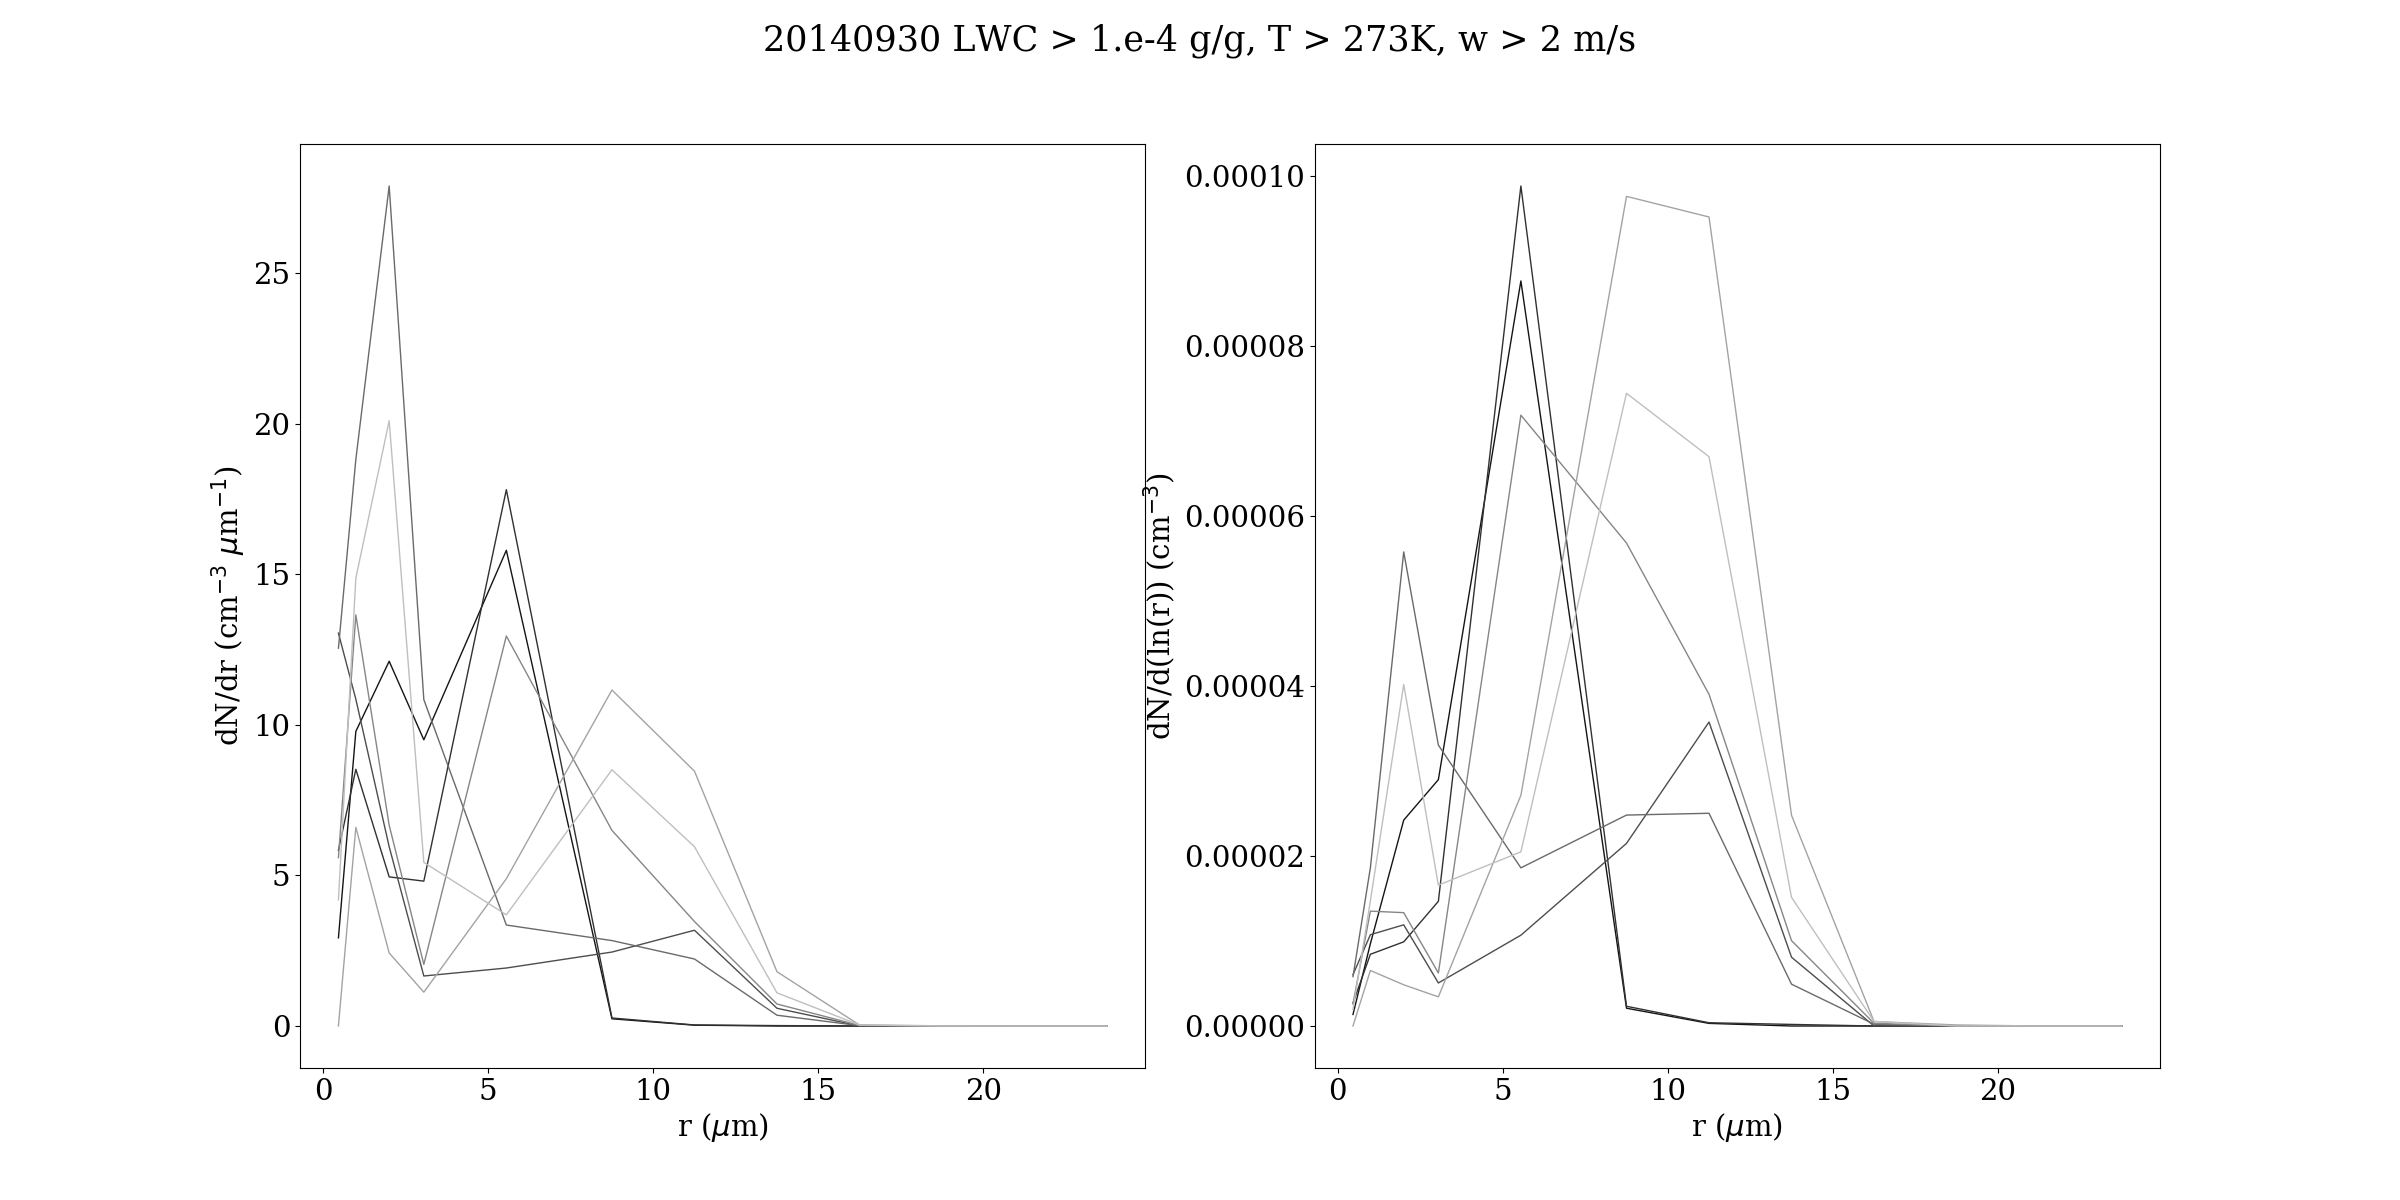 20140930 LWC > 1.e-4 g/g, T > 273K, w > 2 m/s
dN/dr (cm⁻³ μm⁻¹)
25
20
15
10
5
0
0 5 10 15 20
r (μm)
dN/d(ln(r)) (cm⁻³)
0.00010
0.00008
0.00006
0.00004
0.00002
0.00000
0 5 10 15 20
r (μm)